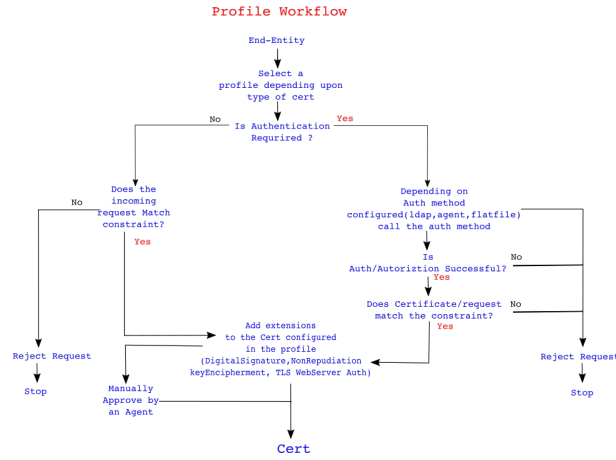 Profile Workflow
End-Entity
Select a
profile depending upon
type of cert
No
Yes
Is Authentication
Requrired ?
Does the
incoming
request Match
constraint?
No
Yes
Depending on
Auth method
configured(ldap,agent,flatfile)
call the auth method
Is
Auth/Autoriztion Successful?
No
Yes
Does Certificate/request
match the constraint?
No
Yes
Add extensions
to the Cert configured
in the profile
(DigitalSignature,NonRepudiation
keyEncipherment, TLS WebServer Auth)
Reject Request
Stop
Manually
Approve by
an Agent
Reject Request
Stop
Cert